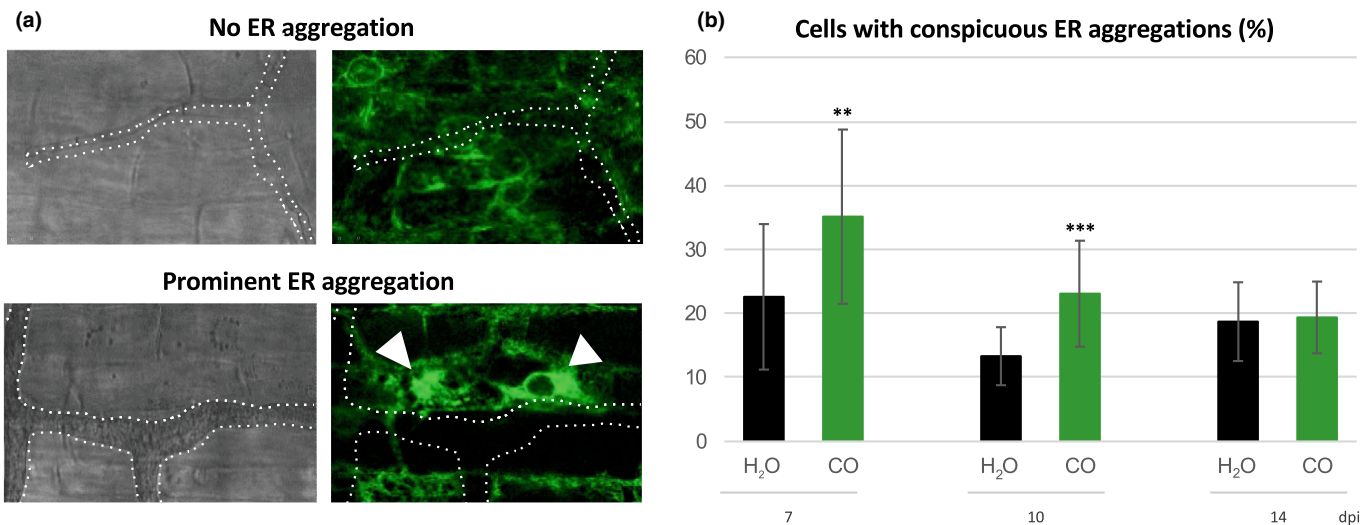 (a)
No ER aggregation
Prominent ER aggregation
(b)
Cells with conspicuous ER aggregations (%)
60
50
40
30
20
10
0
**
***
H₂O CO H₂O CO H₂O CO
7 10 14 dpi